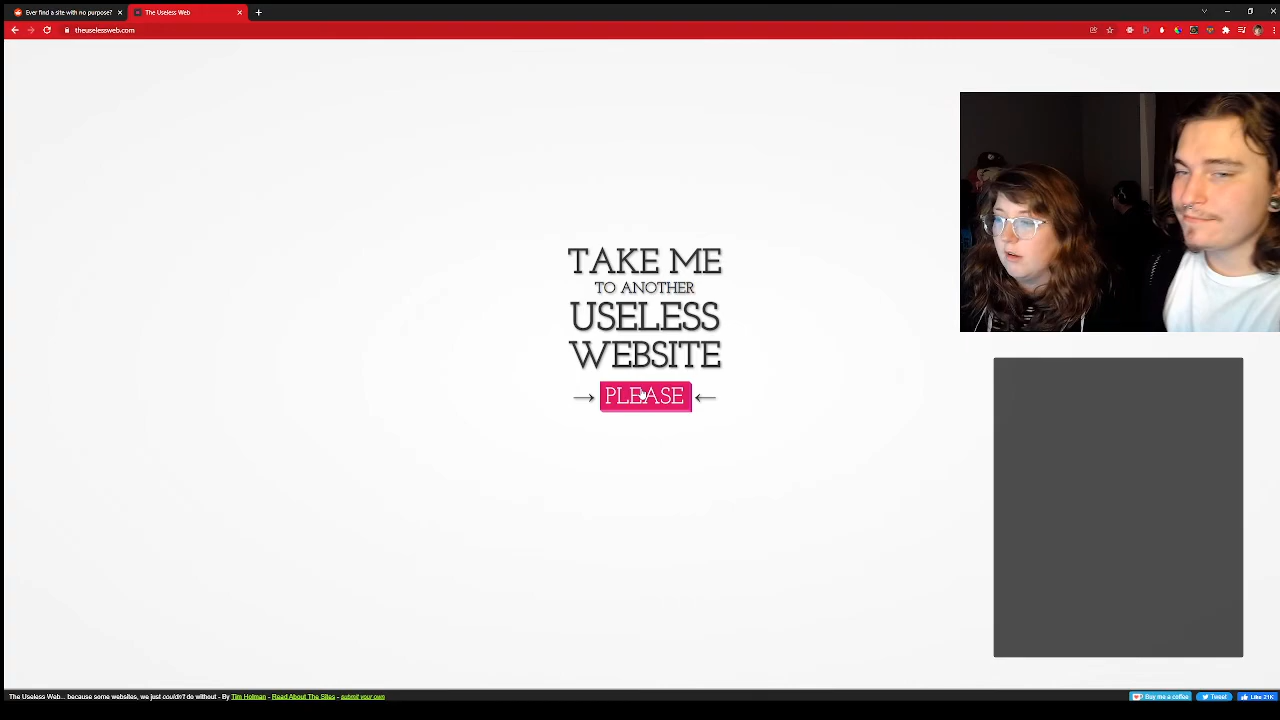 Ever find a site with no purpose?
The Useless Web
theuselessweb.com
TAKE ME
TO ANOTHER
USELESS
WEBSITE
→ PLEASE ←
The Useless Web... because some websites, we just couldn't do without - By Tim Holman - Read About The Sites - submit your own
Buy me a coffee
Tweet
Like 21K